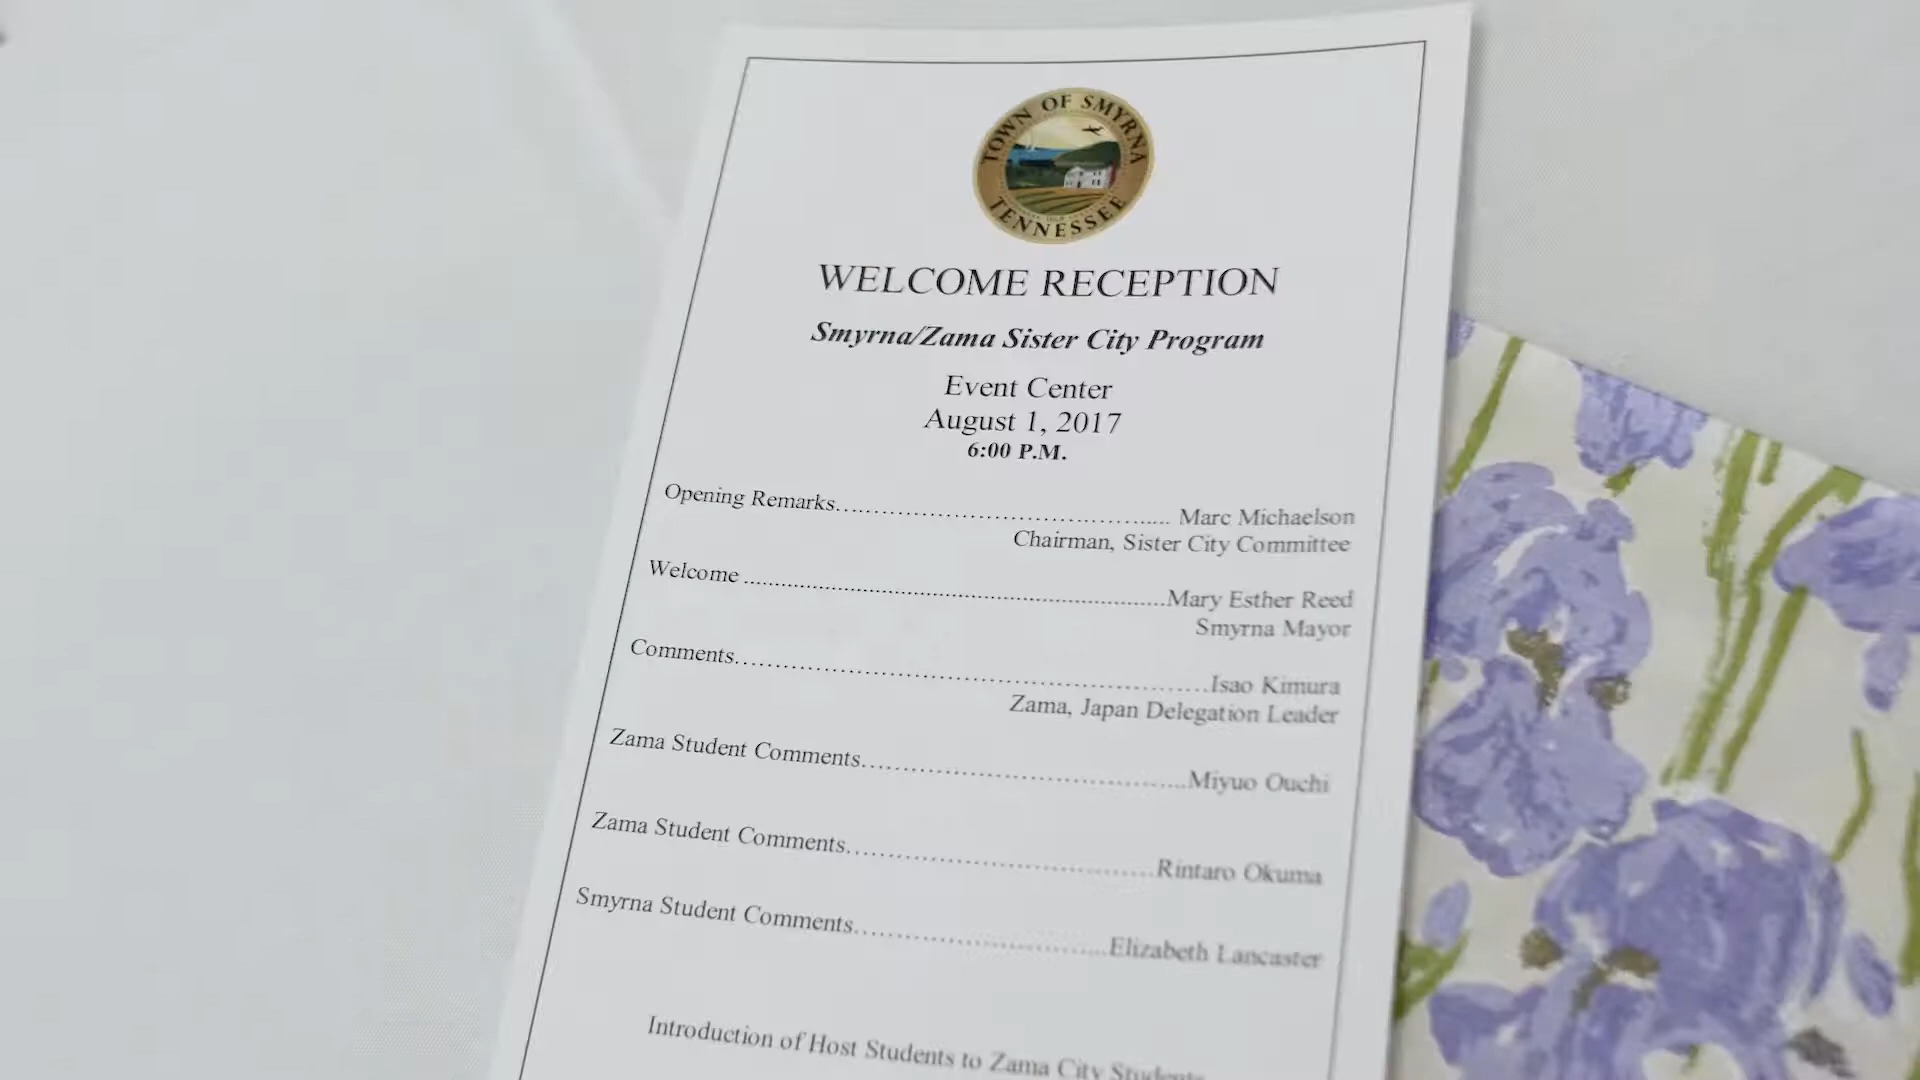 TOWN OF SMYRNA
TENNESSEE
WELCOME RECEPTION
Smyrna/Zama Sister City Program
Event Center
August 1, 2017
6:00 P.M.
Opening Remarks........................................ Marc Michaelson
Chairman, Sister City Committee
Welcome ........................................Mary Esther Reed
Smyrna Mayor
Comments........................................Isao Kimura
Zama, Japan Delegation Leader
Zama Student Comments........................................Miyuo Ouchi
Zama Student Comments........................................Rintaro Okuma
Smyrna Student Comments........................................Elizabeth Lancaster
Introduction of Host Students to Zama City Students